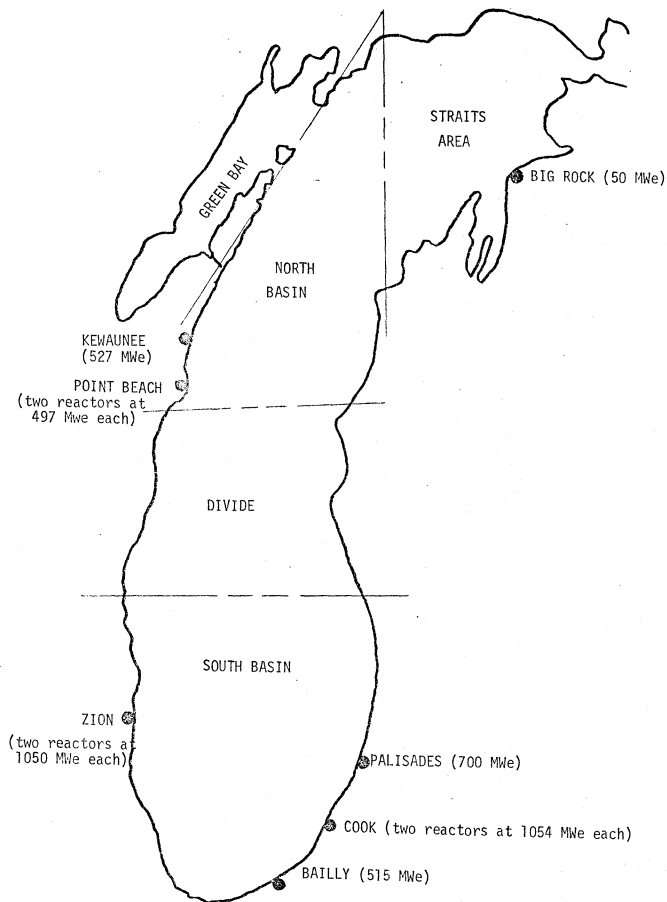 STRAITS
AREA
BIG ROCK (50 MWe)
GREEN BAY
NORTH
BASIN
KEWAUNEE
(527 MWe)
POINT BEACH
(two reactors at
497 Mwe each)
DIVIDE
SOUTH BASIN
ZION
(two reactors at
1050 MWe each)
PALISADES (700 MWe)
COOK (two reactors at 1054 MWe each)
BAILLY (515 MWe)